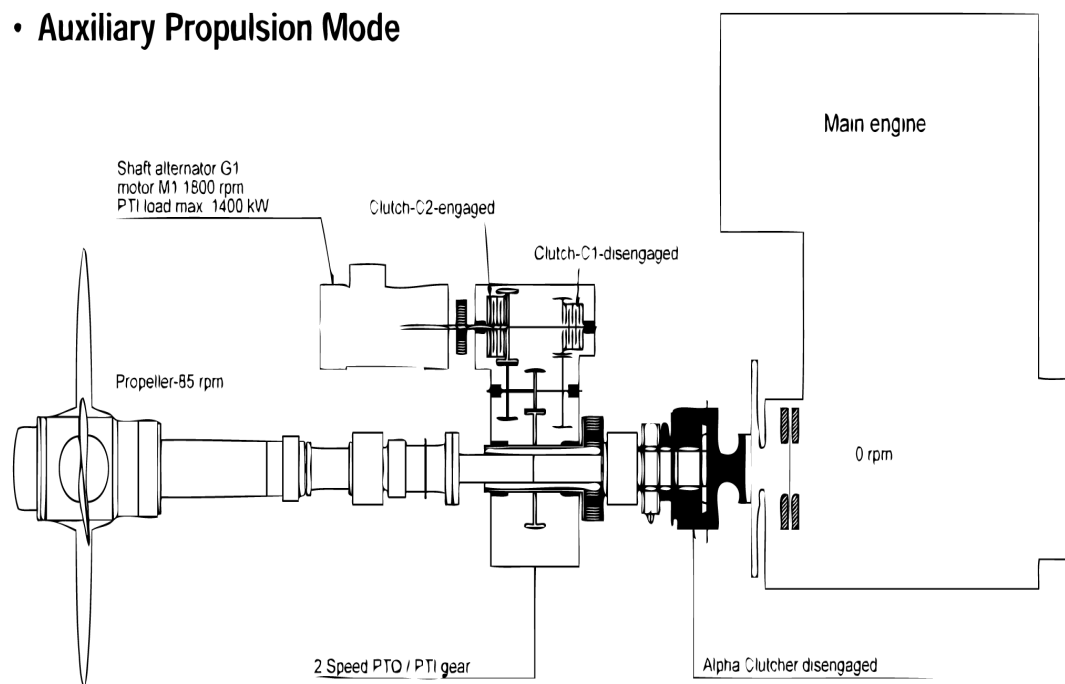 • Auxiliary Propulsion Mode
Main engine
Shaft alternator G1
motor M1 1800 rpm
PTI load max 1400 kW
Clutch-C2-engaged
Clutch-C1-disengaged
Propeller-85 rpm
0 rpm
2 Speed PTO / PTI gear
Alpha Clutcher disengaged